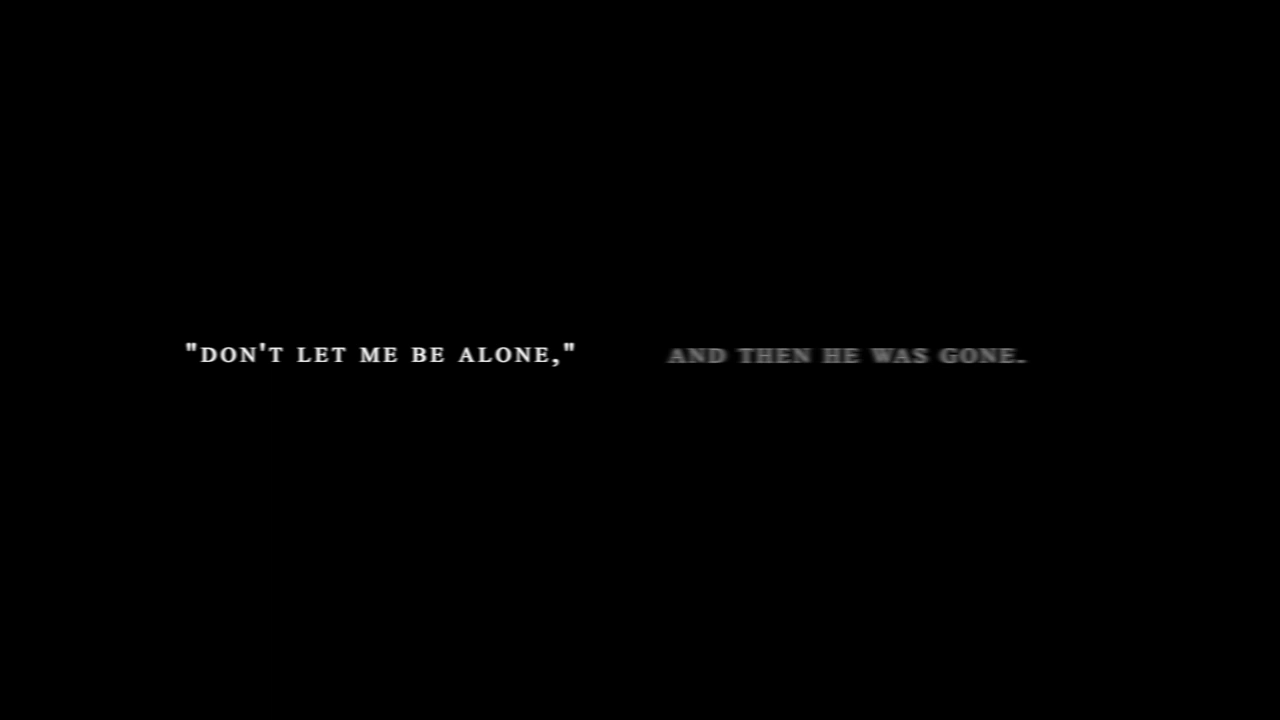 "DON'T LET ME BE ALONE," AND THEN HE WAS GONE.